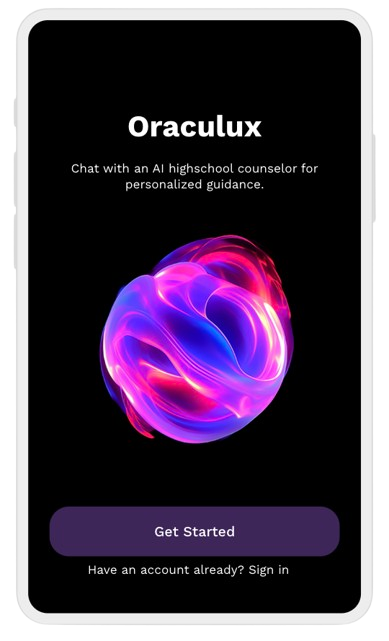 Oraculux
Chat with an AI highschool counselor for
personalized guidance.
Get Started
Have an account already? Sign in